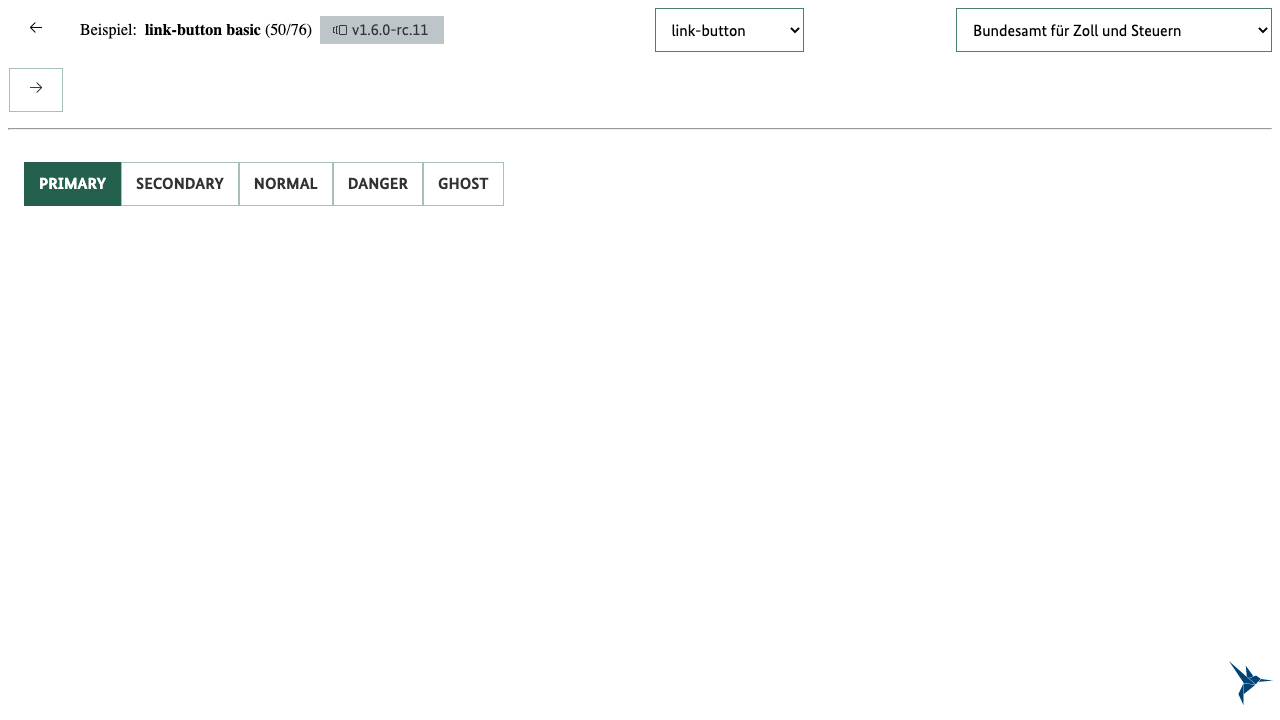 Beispiel: link-button basic (50/76) v1.6.0-rc.11 link-button Bundesamt für Zoll und Steuern
PRIMARY SECONDARY NORMAL DANGER GHOST